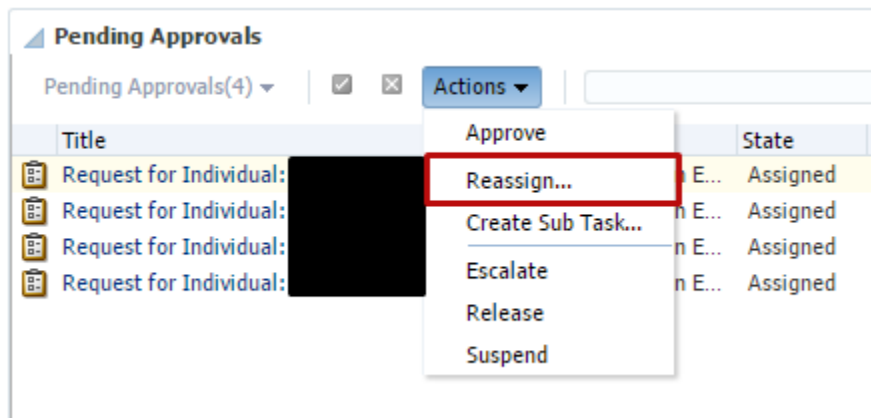 Pending Approvals
Pending Approvals(4) Actions
Title State
Approve
Request for Individual: Reassign... E... Assigned
Request for Individual: Create Sub Task... n E... Assigned
Request for Individual: Escalate n E... Assigned
Request for Individual: Release n E... Assigned
Suspend